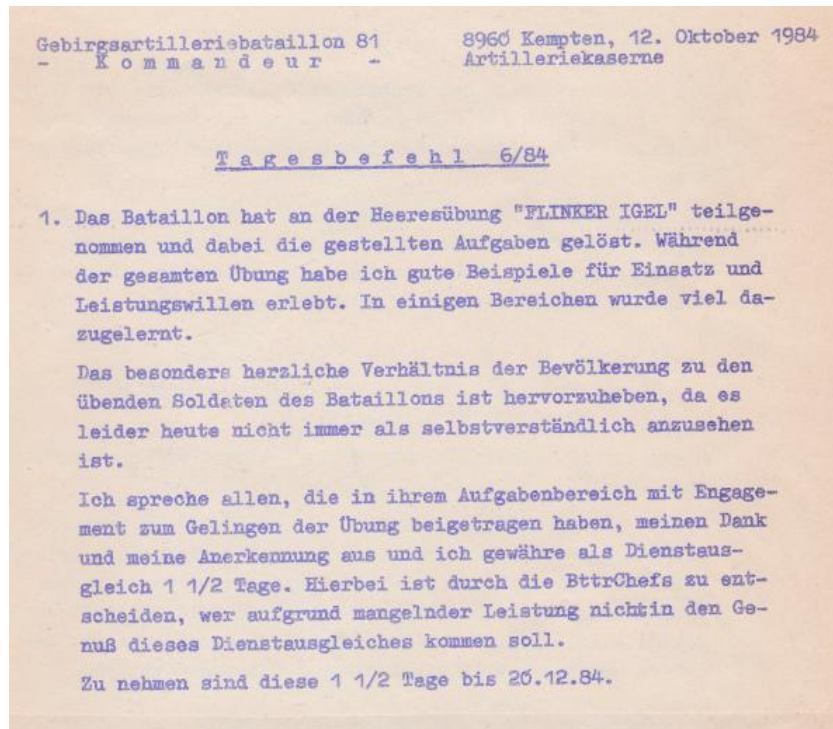 Gebirgsartilleriebataillon 81
- K o m m a n d e u r -
8960 Kempten, 12. Oktober 1984
Artilleriekaserne
T a g e s b e f e h l 6/84
1. Das Bataillon hat an der Heeresübung "FLINKER IGEL" teilge-
nommen und dabei die gestellten Aufgaben gelöst. Während
der gesamten Übung habe ich gute Beispiele für Einsatz und
Leistungswillen erlebt. In einigen Bereichen wurde viel da-
zugelernt.
Das besonders herzliche Verhältnis der Bevölkerung zu den
übenden Soldaten des Bataillons ist hervorzuheben, da es
leider heute nicht immer als selbstverständlich anzusehen
ist.
Ich spreche allen, die in ihrem Aufgabenbereich mit Engage-
ment zum Gelingen der Übung beigetragen haben, meinen Dank
und meine Anerkennung aus und ich gewähre als Dienstaus-
gleich 1 1/2 Tage. Hierbei ist durch die BttrChefs zu ent-
scheiden, wer aufgrund mangelnder Leistung nichtin den Ge-
nuß dieses Dienstausgleiches kommen soll.
Zu nehmen sind diese 1 1/2 Tage bis 20.12.84.